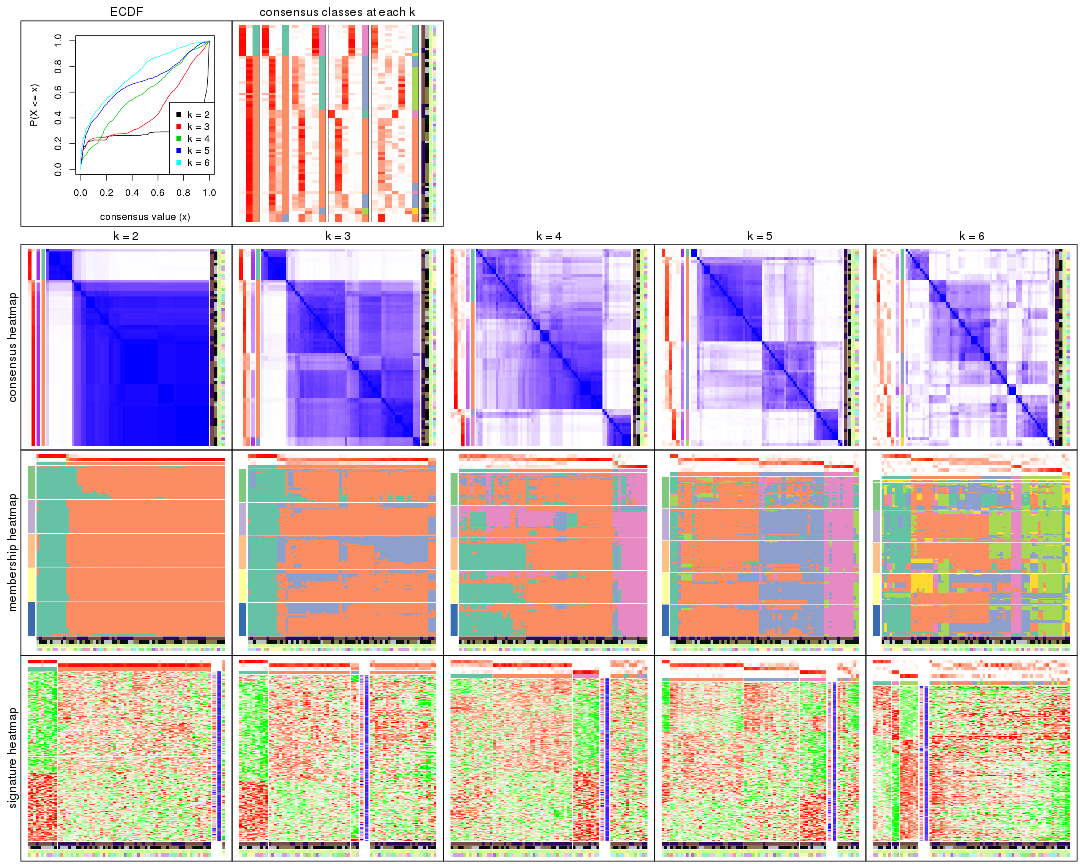 ECDF
consensus classes at each k
P(X <= x)
0.0 0.2 0.4 0.6 0.8 1.0
k = 2
k = 3
k = 4
k = 5
k = 6
0.0 0.2 0.4 0.6 0.8 1.0
consensus value (x)
k = 2 k = 3 k = 4 k = 5 k = 6
consensus heatmap
membership heatmap
signature heatmap